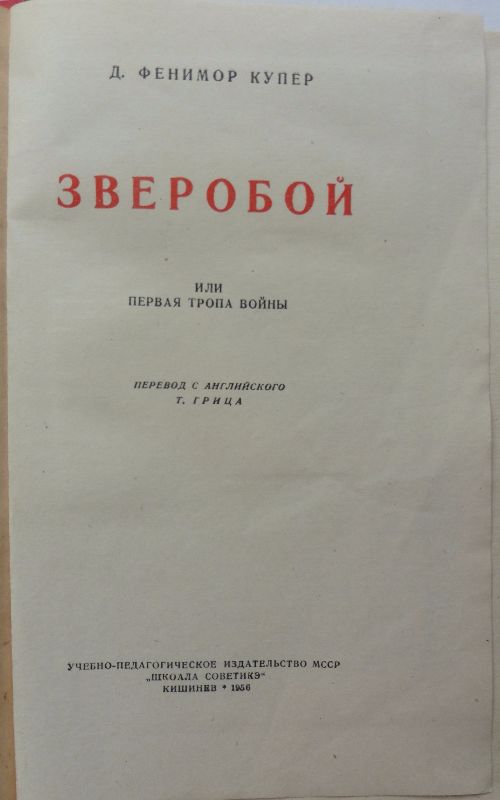 Д. ФЕНИМОР КУПЕР
ЗВЕРОБОЙ
ИЛИ
ПЕРВАЯ ТРОПА ВОЙНЫ
ПЕРЕВОД С АНГЛИЙСКОГО
Т. ГРИЦА
УЧЕБНО-ПЕДАГОГИЧЕСКОЕ ИЗДАТЕЛЬСТВО МССР
„ШКОАЛА СОВЕТИКЭ“
КИШИНЕВ * 1956